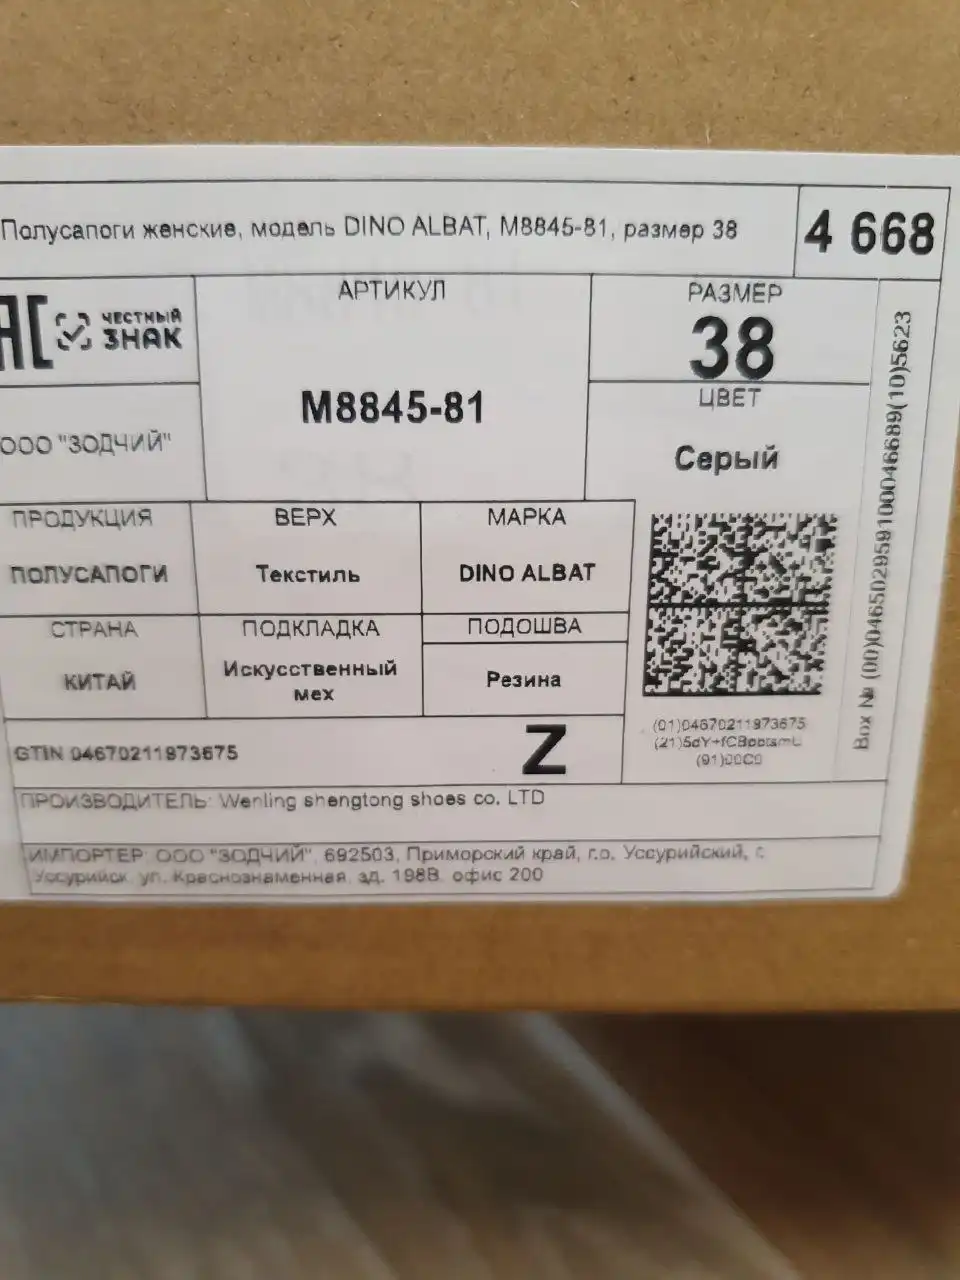 Полусапоги женские, модель DINO ALBAT, M8845-81, размер 38
4 668
EAC
ЧЕСТНЫЙ
ЗНАК
АРТИКУЛ
M8845-81
РАЗМЕР
38
ЦВЕТ
Серый
ООО "ЗОДЧИЙ"
ПРОДУКЦИЯ
ПОЛУСАПОГИ
ВЕРХ
Текстиль
МАРКА
DINO ALBAT
СТРАНА
КИТАЙ
ПОДКЛАДКА
Искусственный
мех
ПОДОШВА
Резина
GTIN 04670211973675
Z
(01)04670211973675
Box № (00)046502959100046689(10)5623
ПРОИЗВОДИТЕЛЬ: Wenling shengtong shoes co. LTD
ИМПОРТЕР: ООО "ЗОДЧИЙ", 692503, Приморский край, г.о. Уссурийский, г.
Уссурийск, ул. Краснознаменная, зд. 198В, офис 200